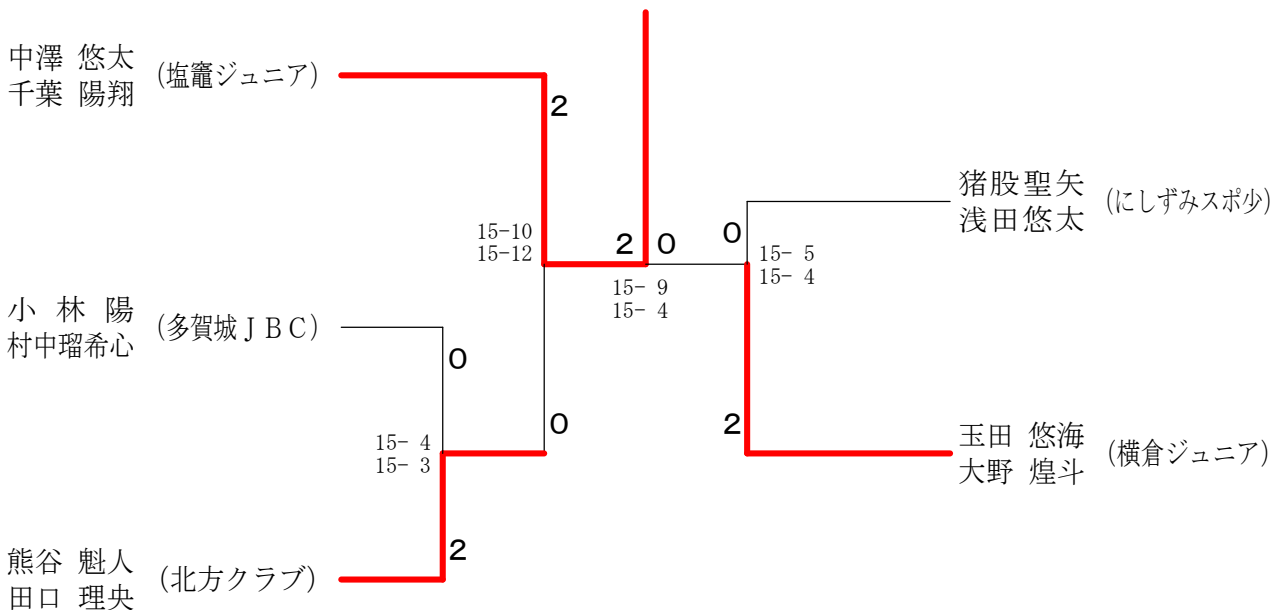 中澤 悠太
千葉 陽翔
(塩竈ジュニア)
2
猪股聖矢
浅田悠太
(にしずみスポ少)
15-10
15-12
2
0
0
15- 5
15- 4
15- 9
15- 4
小 林 陽
村中瑠希心
(多賀城ＪＢＣ)
0
0
2
15- 4
15- 3
玉田 悠海
大野 煌斗
(横倉ジュニア)
2
熊谷 魁人
田口 理央
(北方クラブ)